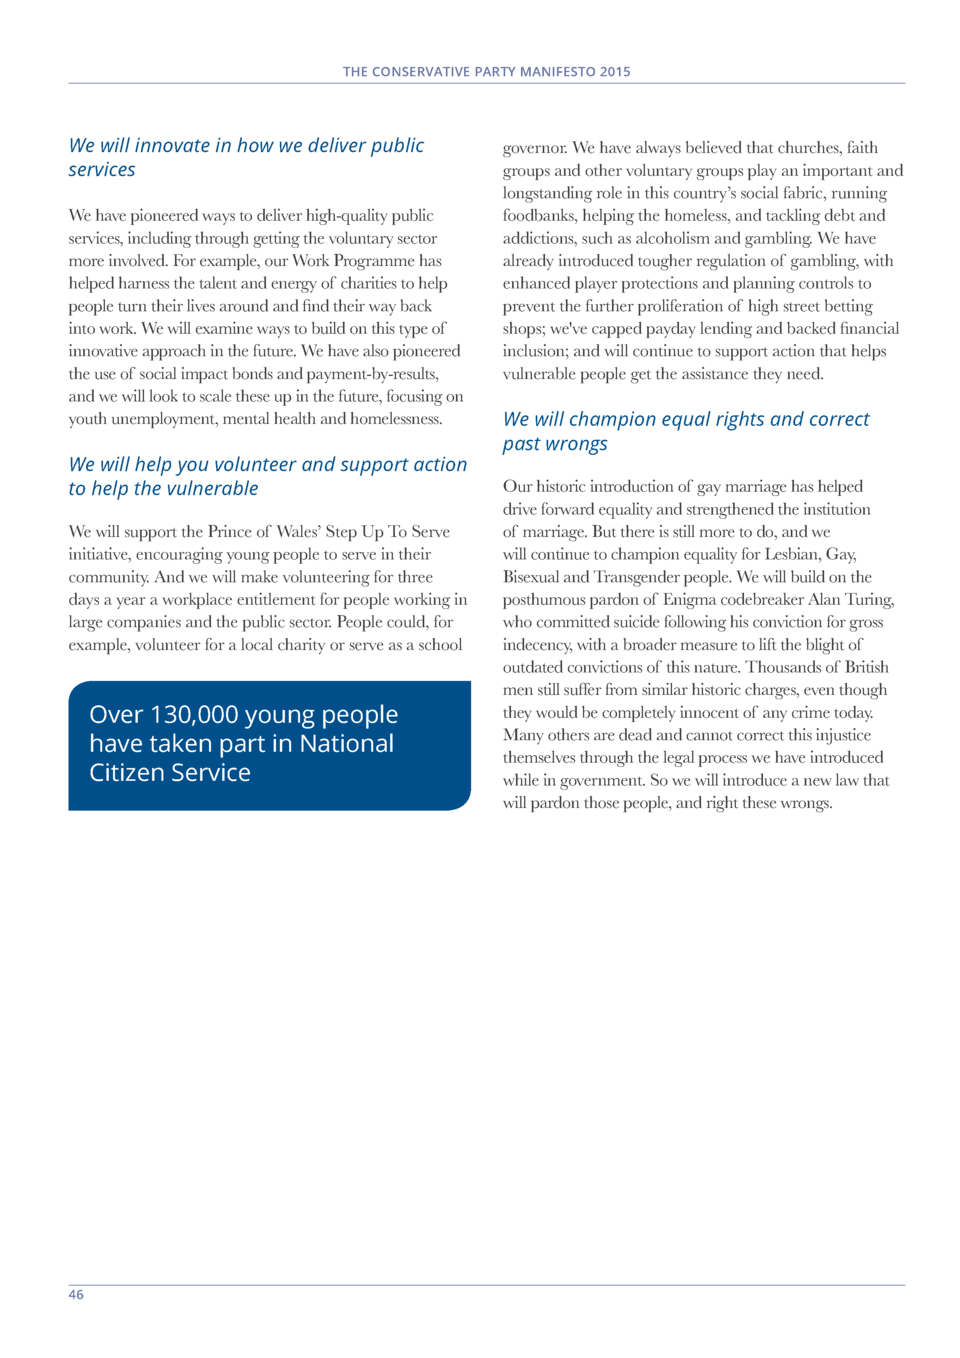 THE CONSERVATIVE PARTY MANIFESTO 2015
We will innovate in how we deliver public
services
We have pioneered ways to deliver high-quality public
services, including through getting the voluntary sector
more involved. For example, our Work Programme has
helped harness the talent and energy of charities to help
people turn their lives around and find their way back
into work. We will examine ways to build on this type of
innovative approach in the future. We have also pioneered
the use of social impact bonds and payment-by-results,
and we will look to scale these up in the future, focusing on
youth unemployment, mental health and homelessness.
We will help you volunteer and support action
to help the vulnerable
We will support the Prince of Wales’ Step Up To Serve
initiative, encouraging young people to serve in their
community. And we will make volunteering for three
days a year a workplace entitlement for people working in
large companies and the public sector. People could, for
example, volunteer for a local charity or serve as a school
Over 130,000 young people
have taken part in National
Citizen Service
governor. We have always believed that churches, faith
groups and other voluntary groups play an important and
longstanding role in this country’s social fabric, running
foodbanks, helping the homeless, and tackling debt and
addictions, such as alcoholism and gambling. We have
already introduced tougher regulation of gambling, with
enhanced player protections and planning controls to
prevent the further proliferation of high street betting
shops; we've capped payday lending and backed financial
inclusion; and will continue to support action that helps
vulnerable people get the assistance they need.
We will champion equal rights and correct
past wrongs
Our historic introduction of gay marriage has helped
drive forward equality and strengthened the institution
of marriage. But there is still more to do, and we
will continue to champion equality for Lesbian, Gay,
Bisexual and Transgender people. We will build on the
posthumous pardon of Enigma codebreaker Alan Turing,
who committed suicide following his conviction for gross
indecency, with a broader measure to lift the blight of
outdated convictions of this nature. Thousands of British
men still suffer from similar historic charges, even though
they would be completely innocent of any crime today.
Many others are dead and cannot correct this injustice
themselves through the legal process we have introduced
while in government. So we will introduce a new law that
will pardon those people, and right these wrongs.
46